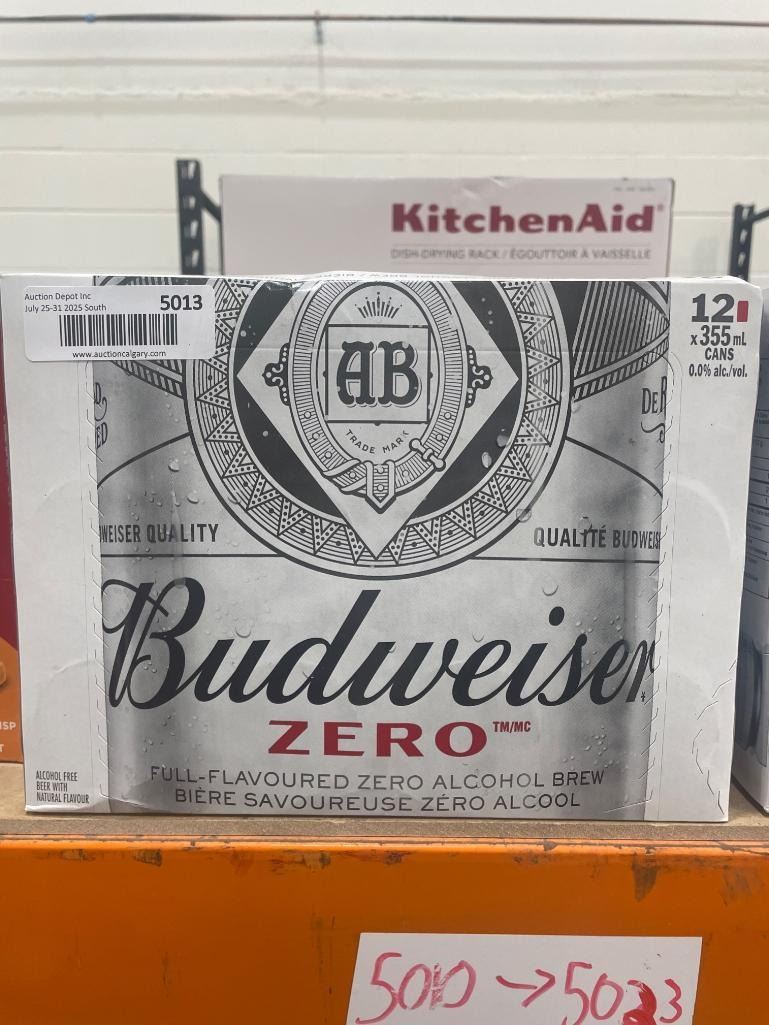 KitchenAid
DISH-DRYING RACK / ÉGOUTTOIR À VAISSELLE
Auction Depot Inc
July 25-31 2025 South
5013
www.auctioncalgary.com
12
x 355 mL
CANS
0.0% alc./vol.
AB
TRADE MARK
WEISER QUALITY
QUALITÉ BUDWEIS
Budweiser
ZERO TM/MC
FULL-FLAVOURED ZERO ALCOHOL BREW
BIÈRE SAVOUREUSE ZÉRO ALCOOL
ALCOHOL FREE
BEER WITH
NATURAL FLAVOUR